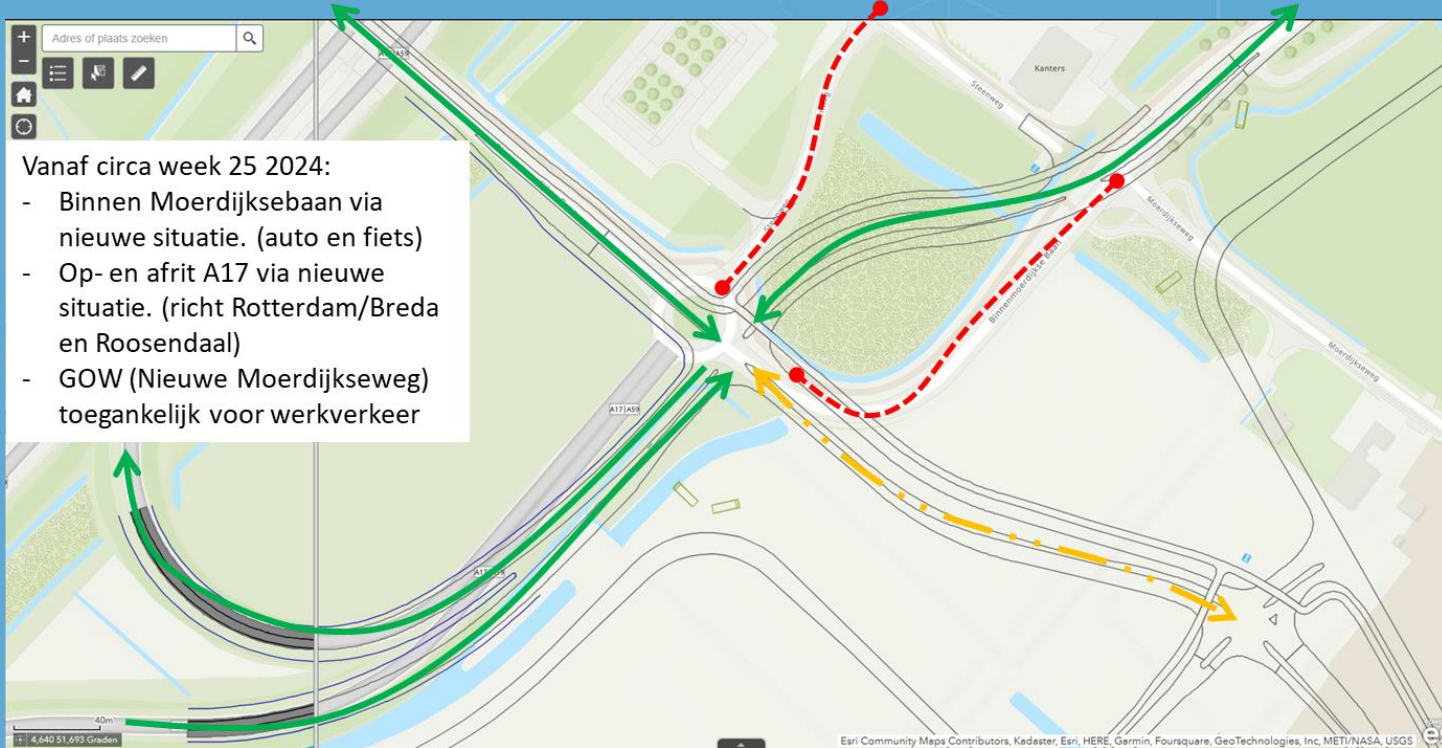 +
Adres of plaats zoeken
−
A17|A59
Kanters
Steenweg
Vanaf circa week 25 2024:
- Binnen Moerdijksebaan via
nieuwe situatie. (auto en fiets)
- Op- en afrit A17 via nieuwe
situatie. (richt Rotterdam/Breda
en Roosendaal)
- GOW (Nieuwe Moerdijkseweg)
toegankelijk voor werkverkeer
Moerdijkseweg
Binnenmoerdijkse Baan
Moerdijkseweg
A17|A59
40m
4,640 51,693 Graden
Esri Community Maps Contributors, Kadaster, Esri, HERE, Garmin, Foursquare, GeoTechnologies, Inc, METI/NASA, USGS